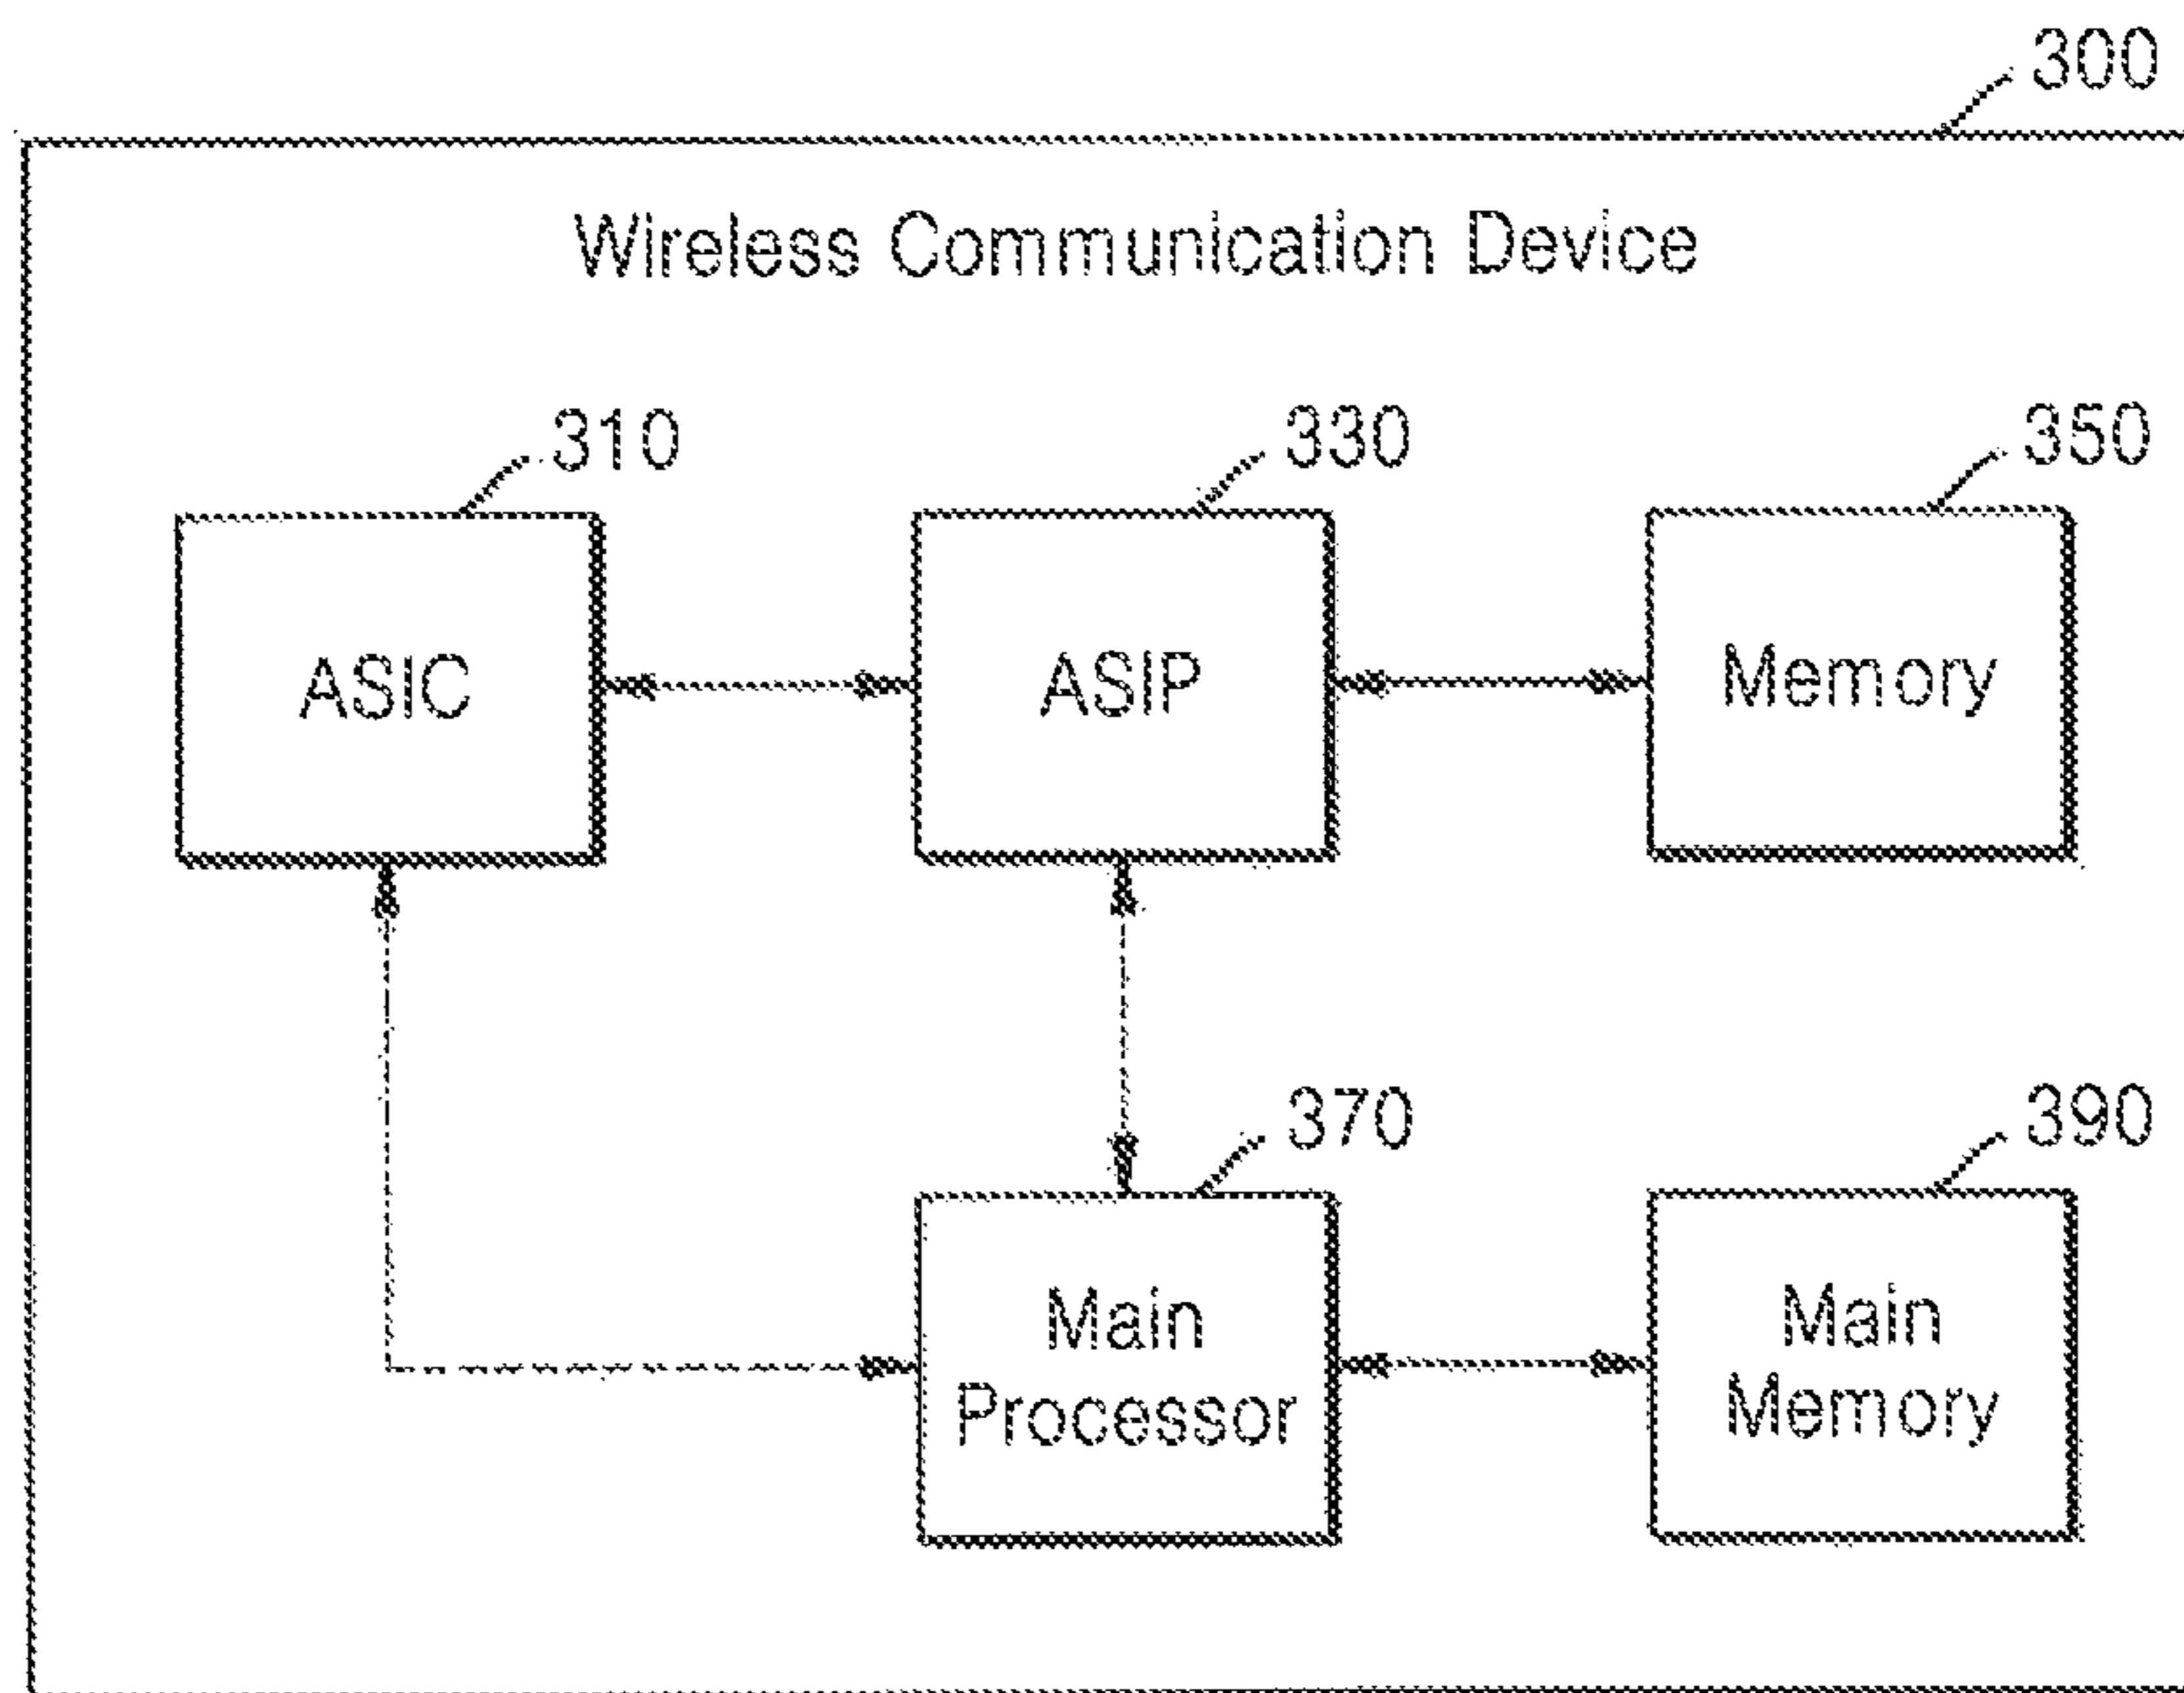 300
Wireless Communication Device
310
330
350
ASIC
ASIP
Memory
370
390
Main
Processor
Main
Memory